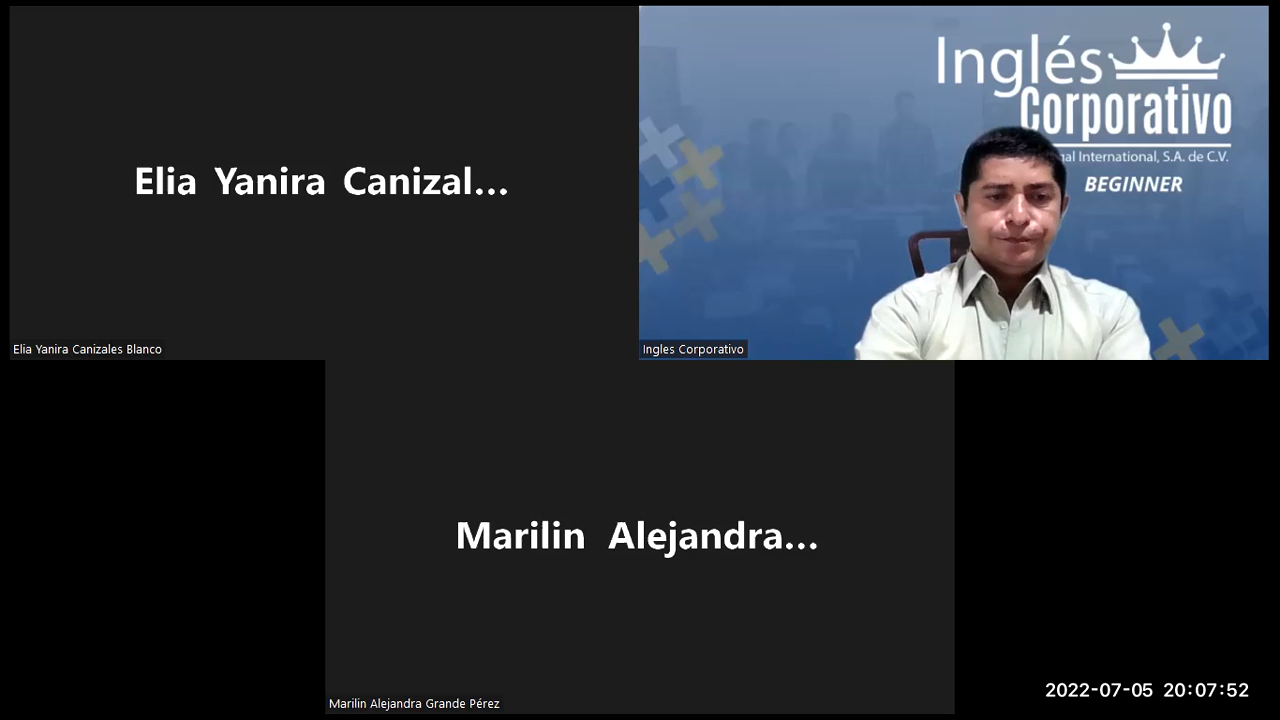 Elia Yanira Canizal...
Elia Yanira Canizales Blanco
Inglés
Corporativo
al International, S.A. de C.V.
BEGINNER
Ingles Corporativo
Marilin Alejandra...
Marilin Alejandra Grande Pérez
2022-07-05 20:07:52